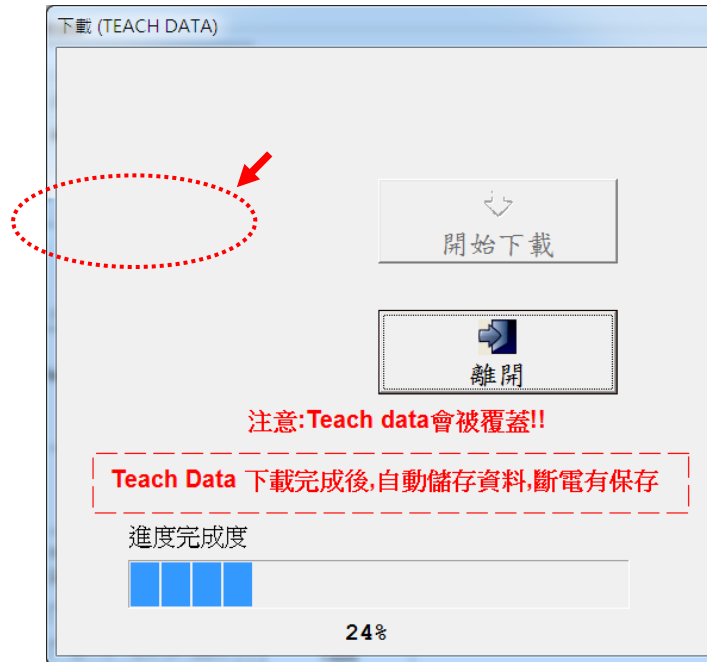 下載 (TEACH DATA)
開始下載
離開
注意:Teach data會被覆蓋!!
Teach Data 下載完成後,自動儲存資料,斷電有保存
進度完成度
24%